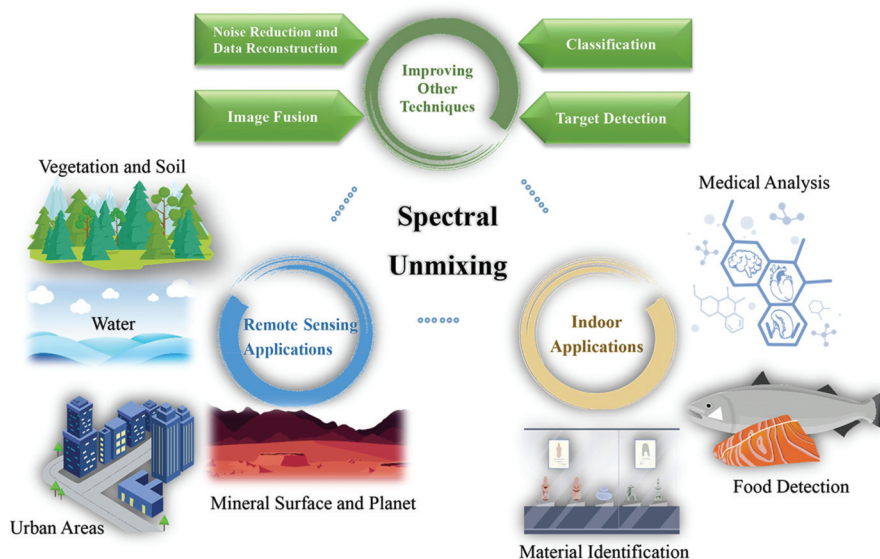 Noise Reduction and
Data Reconstruction
Classification
Improving
Other
Techniques
Image Fusion
Target Detection
Vegetation and Soil
Medical Analysis
Spectral
Unmixing
Water
Remote Sensing
Applications
Indoor
Applications
Mineral Surface and Planet
Food Detection
Urban Areas
Material Identification